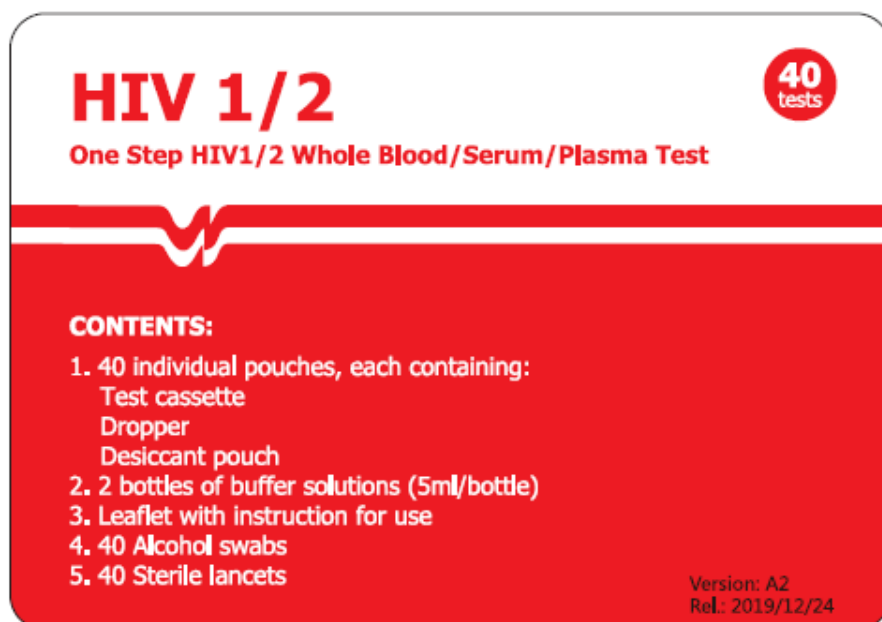 HIV 1/2
40
tests
One Step HIV1/2 Whole Blood/Serum/Plasma Test
CONTENTS:
1. 40 individual pouches, each containing:
Test cassette
Dropper
Desiccant pouch
2. 2 bottles of buffer solutions (5ml/bottle)
3. Leaflet with instruction for use
4. 40 Alcohol swabs
5. 40 Sterile lancets
Version: A2
Rel.: 2019/12/24